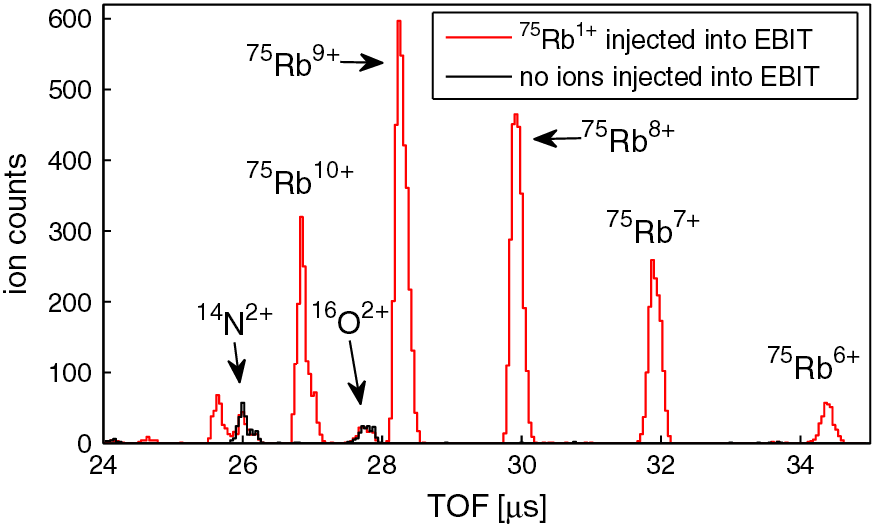 600
500
400
300
200
100
0
ion counts
⁷⁵Rb¹⁺ injected into EBIT
no ions injected into EBIT
⁷⁵Rb⁹⁺
⁷⁵Rb⁸⁺
⁷⁵Rb¹⁰⁺
⁷⁵Rb⁷⁺
¹⁴N²⁺
¹⁶O²⁺
⁷⁵Rb⁶⁺
24 26 28 30 32 34
TOF [μs]